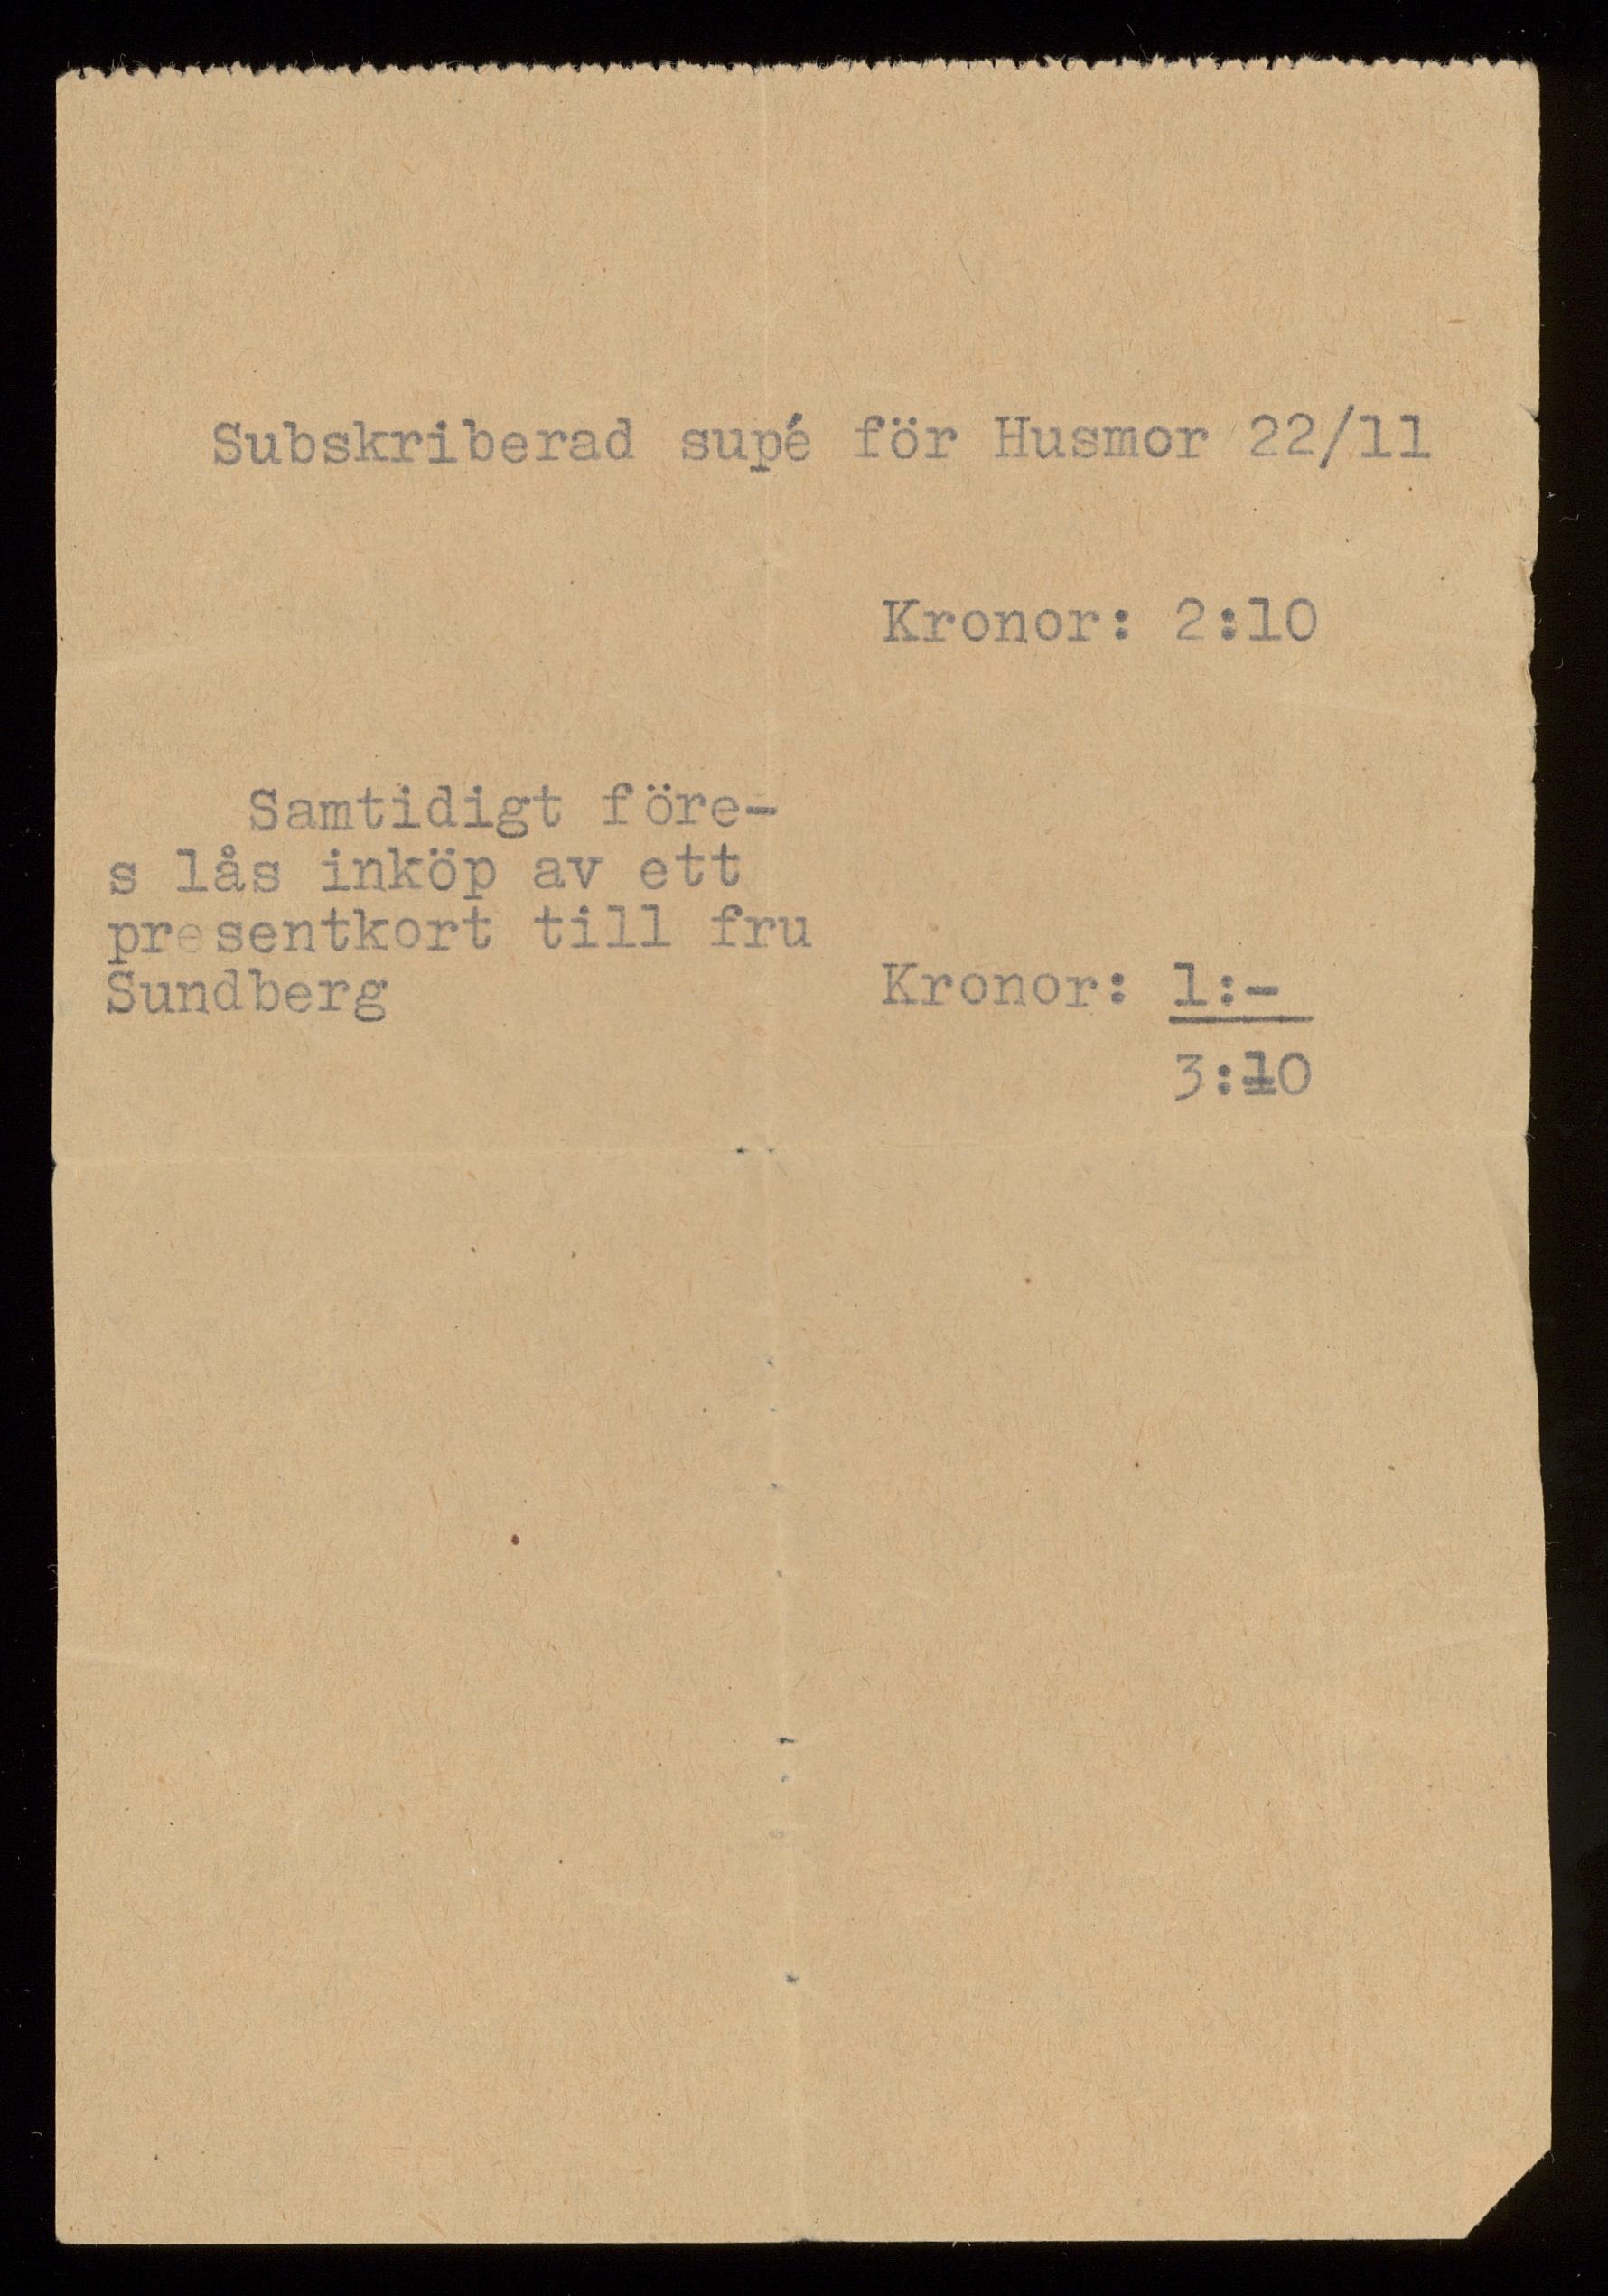 Subskriberad supé för Husmor 22/11
Kronor: 2:10
Samtidigt före-
s lås inköp av ett
presentkort till fru
Sundberg
Kronor: 1:-
3:10